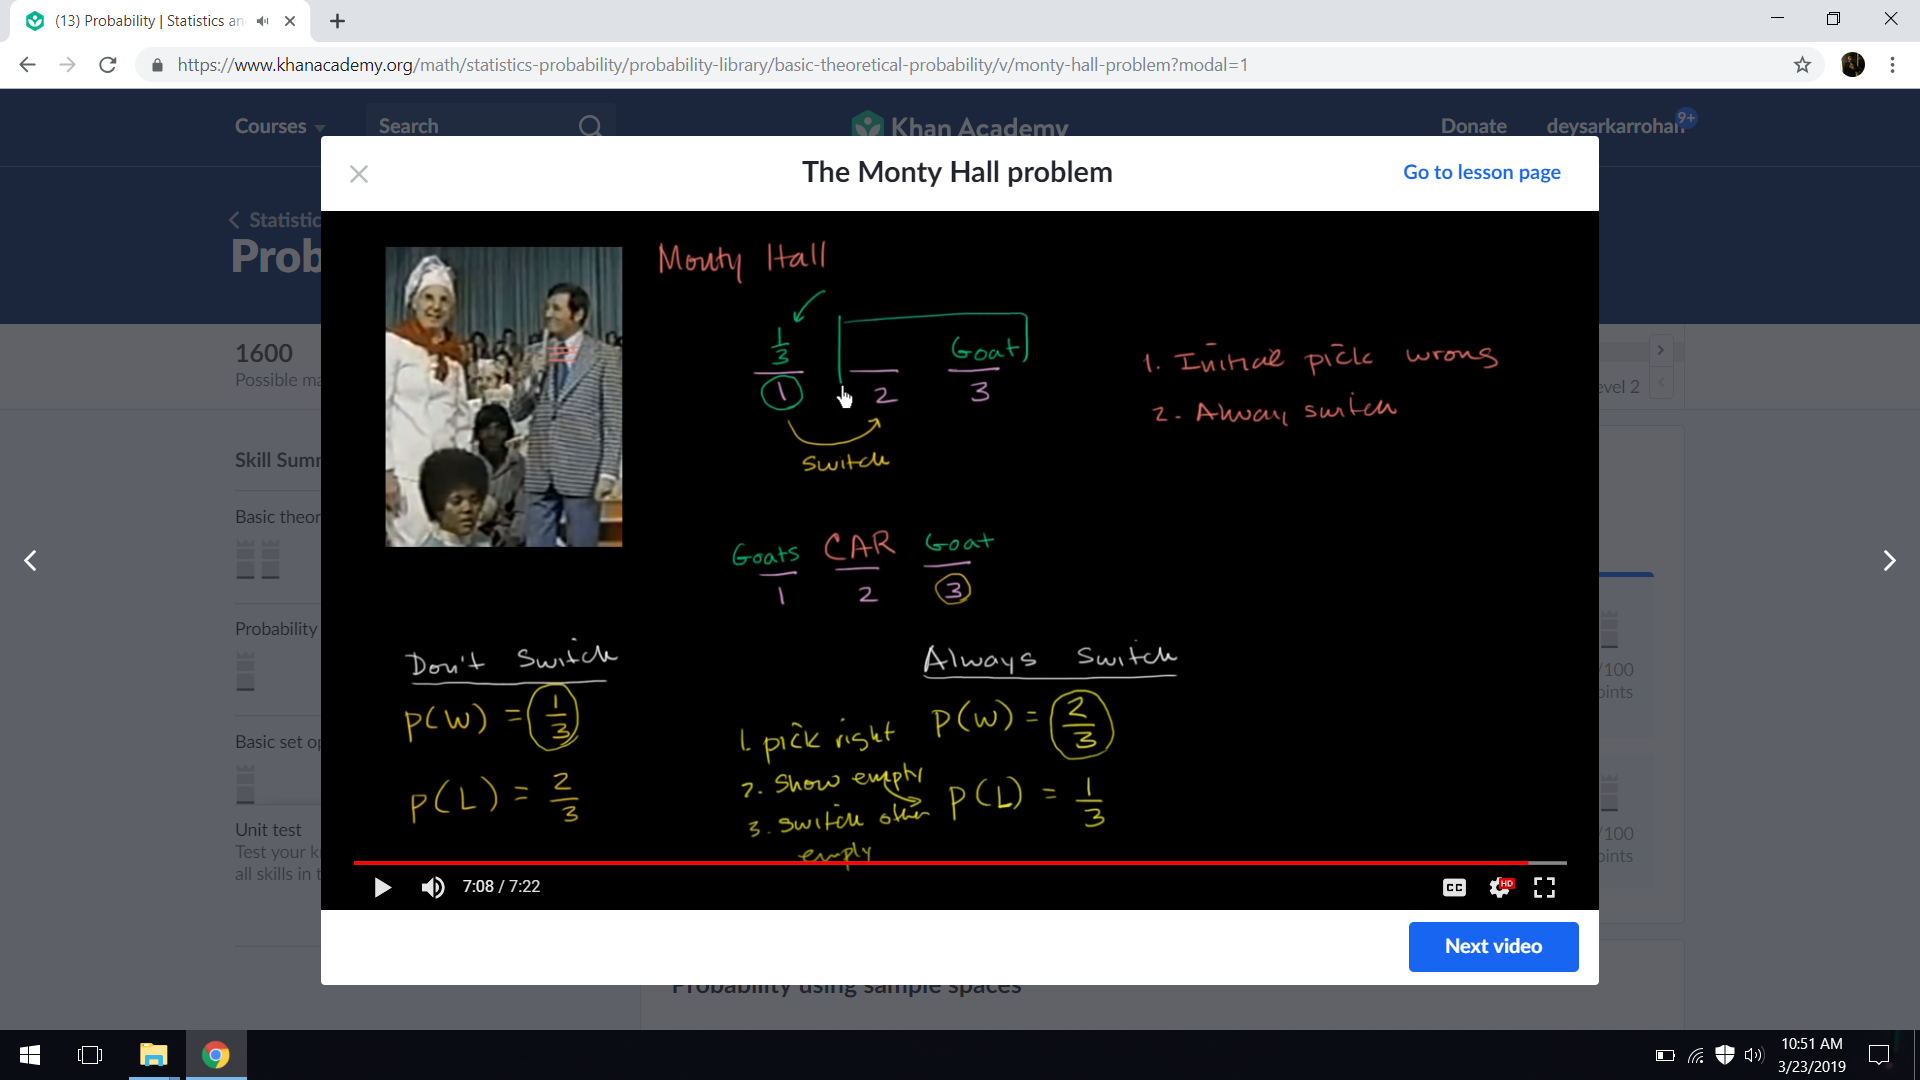 (13) Probability | Statistics an
https://www.khanacademy.org/math/statistics-probability/probability-library/basic-theoretical-probability/v/monty-hall-problem?modal=1
Courses Search Khan Academy Donate deysarkarrohan 9+
The Monty Hall problem
Go to lesson page
Statistic
Prob
1600
Possible ma
evel 2
Skill Summ
Basic theor
Probability
Basic set op
Unit test
Test your k
all skills in t
Monty Hall
1/3 Goat
1 2 3
switch
1. Initial pick wrong
2. Alway switch
Goats CAR Goat
1 2 3
Don't Switch
P(W) = 1/3
P(L) = 2/3
1. pick right
2. Show empty
3. switch other
empty
Always Switch
P(W) = 2/3
P(L) = 1/3
/100
oints
/100
oints
7:08 / 7:22
CC HD
Next video
Probability using sample spaces
10:51 AM
3/23/2019